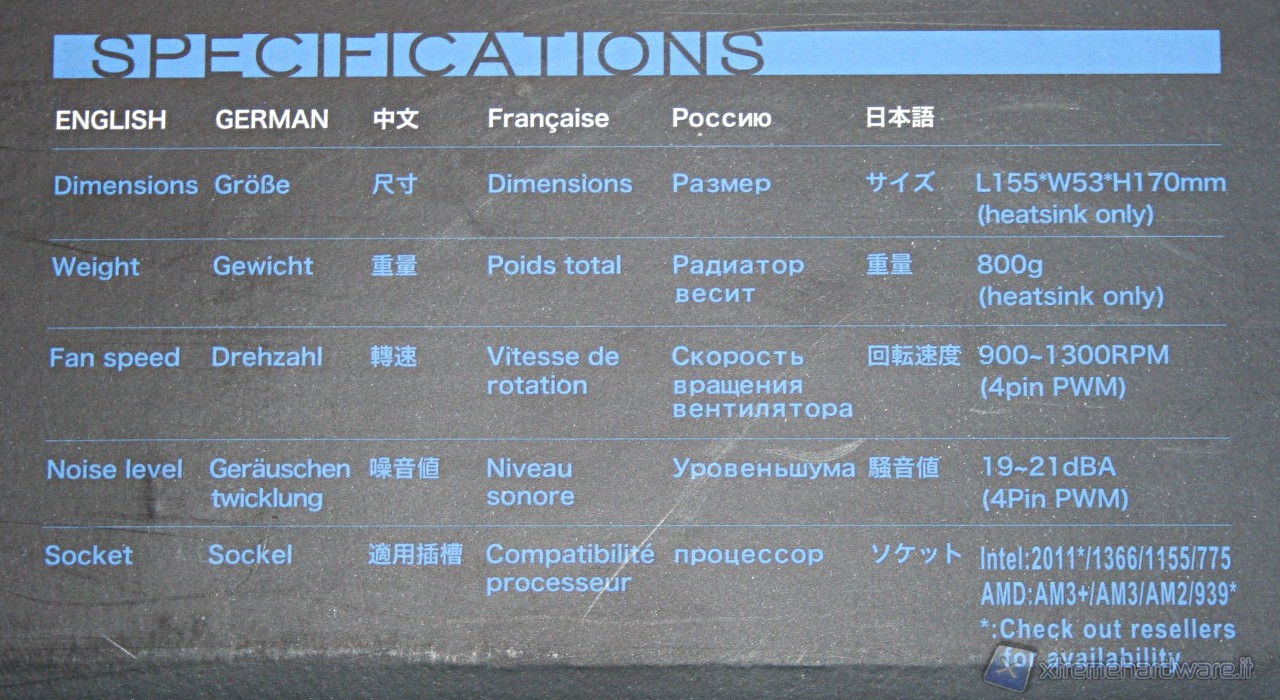 SPECIFICATIONS
ENGLISH GERMAN 中文 Française Россию 日本語
Dimensions Größe 尺寸 Dimensions Размер サイズ L155*W53*H170mm
(heatsink only)
Weight Gewicht 重量 Poids total Радиатор 重量 800g
весит (heatsink only)
Fan speed Drehzahl 轉速 Vitesse de Скорость 回転速度 900~1300RPM
rotation вращения (4pin PWM)
вентилятора
Noise level Geräuschen 噪音値 Niveau Уровеньшума 騒音値 19~21dBA
twicklung sonore (4Pin PWM)
Socket Sockel 適用插槽 Compatibilité процессор ソケット Intel:2011*/1366/1155/775
processeur AMD:AM3+/AM3/AM2/939*
*:Check out resellers
for availability
xtremehardware.it